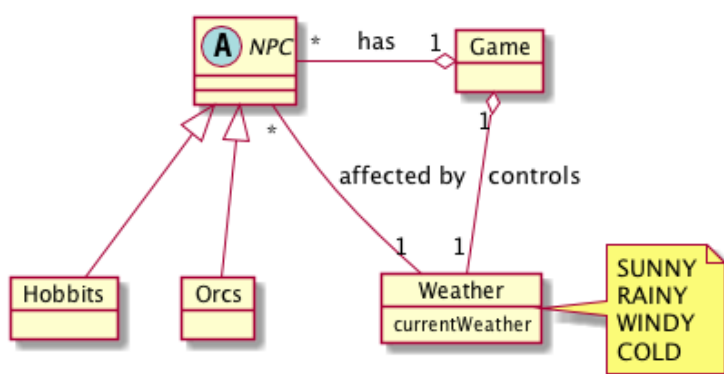 A NPC
* has 1
Game
*
1
affected by
controls
1
1
Hobbits
Orcs
Weather
currentWeather
SUNNY
RAINY
WINDY
COLD